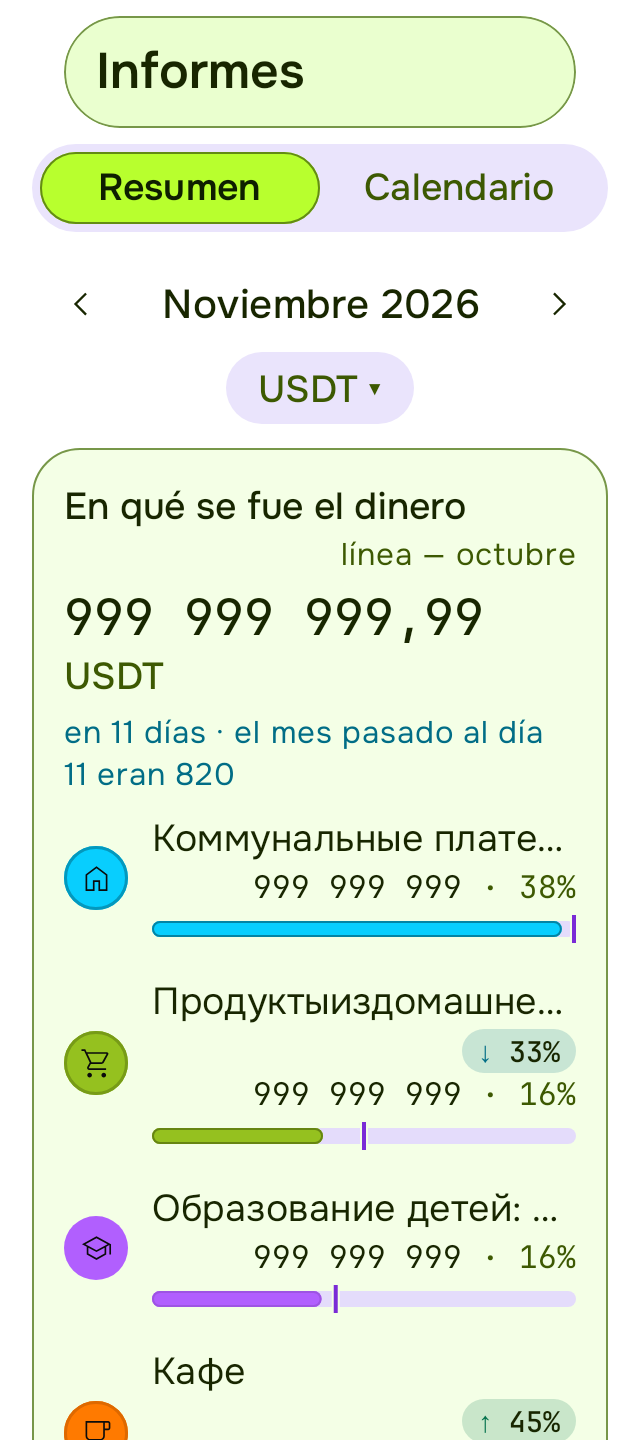 Informes
Resumen
Calendario
Noviembre 2026
USDT ▾
En qué se fue el dinero
línea — octubre
999 999 999,99
USDT
en 11 días · el mes pasado al día
11 eran 820
Коммунальные плате...
999 999 999 · 38%
Продуктыиздомашне...
↓ 33%
999 999 999 · 16%
Образование детей: ...
999 999 999 · 16%
Кафе
↑ 45%